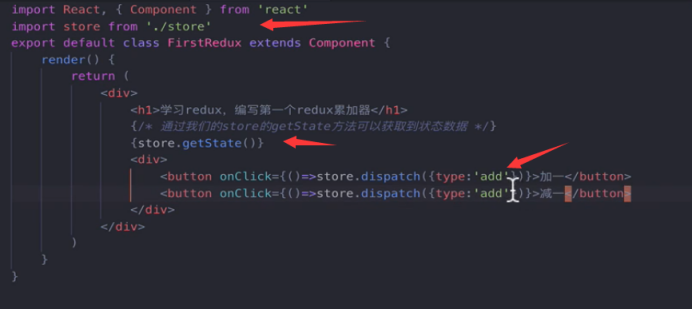 import React, { Component } from 'react'
import store from './store'
export default class FirstRedux extends Component {
    render() {
        return (
            <div>
                <h1>学习redux，编写第一个redux累加器</h1>
                {/* 通过我们的store的getState方法可以获取到状态数据 */}
                {store.getState()}
                <div>
                    <button onClick={()=>store.dispatch({type:'add'})}>加一</button>
                    <button onClick={()=>store.dispatch({type:'add'})}>减一</button>
                </div>
            </div>
        )
    }
}